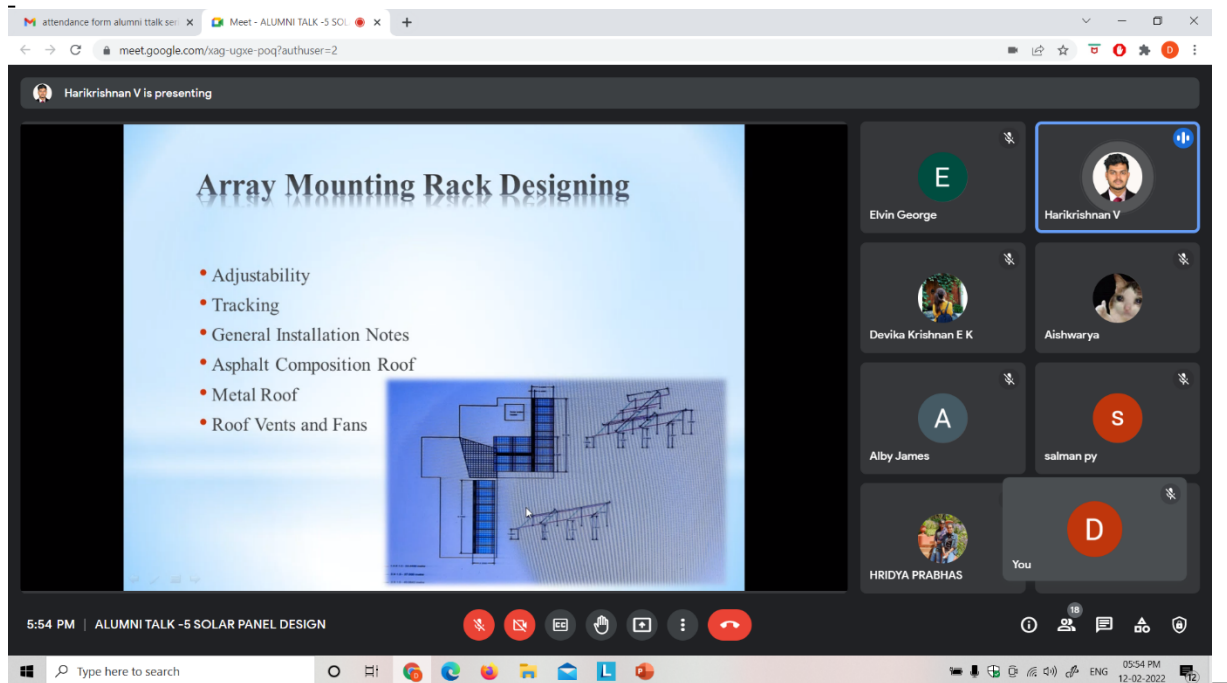 attendance form alumni ttalk ser
Meet - ALUMNI TALK -5 SOL
meet.google.com/xag-ugxe-poq?authuser=2
D
Harikrishnan V is presenting
Array Mounting Rack Designing
• Adjustability
• Tracking
• General Installation Notes
• Asphalt Composition Roof
• Metal Roof
• Roof Vents and Fans
E
Elvin George
Harikrishnan V
Devika Krishnan E K
Aishwarya
A
Alby James
S
salman py
HRIDYA PRABHAS
D
You
5:54 PM | ALUMNI TALK -5 SOLAR PANEL DESIGN
CC
18
Type here to search
L
ENG
05:54 PM
12-02-2022
12